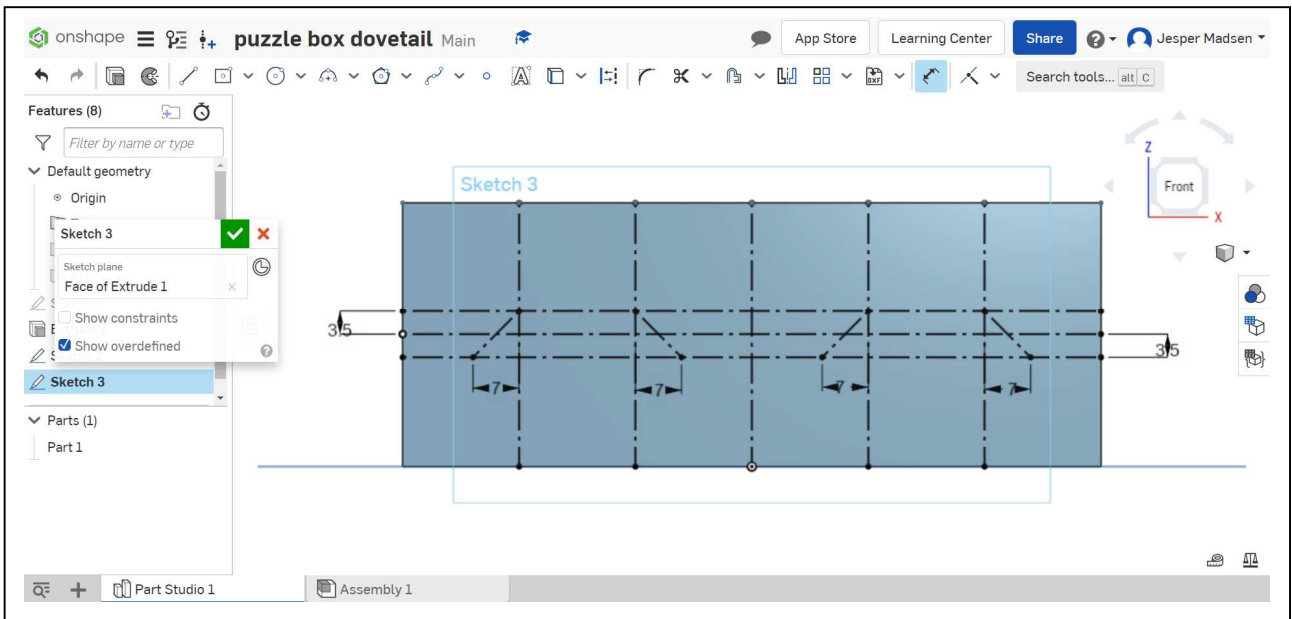 onshape puzzle box dovetail Main App Store Learning Center Share Jesper Madsen
Search tools... alt C
Features (8)
Filter by name or type
Default geometry
Origin
Sketch 3
Sketch plane
Face of Extrude 1
Show constraints
Show overdefined
Sketch 3
Parts (1)
Part 1
Sketch 3
3,5
3,5
7
7
7
7
Z
Front
X
Part Studio 1 Assembly 1